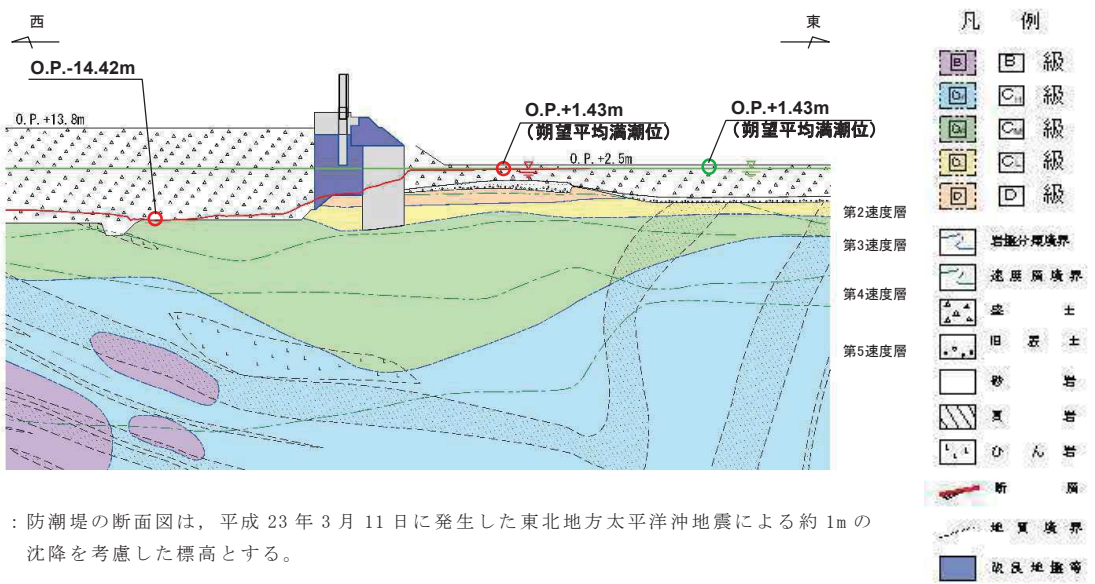 西
東
O.P.-14.42m
O.P.+13.8m
O.P.+1.43m
(朔望平均満潮位)
O.P.+1.43m
(朔望平均満潮位)
O.P.+2.5m
第2速度層
第3速度層
第4速度層
第5速度層
凡 例
B B 級
CH CH 級
CM CM 級
CL CL 級
D D 級
岩盤分類境界
速度層境界
盛 土
旧 表 土
砂 岩
頁 岩
ひ ん 岩
断 層
地質境界
改良地盤等
:防潮堤の断面図は,平成 23 年 3 月 11 日に発生した東北地方太平洋沖地震による約 1m の
沈降を考慮した標高とする。